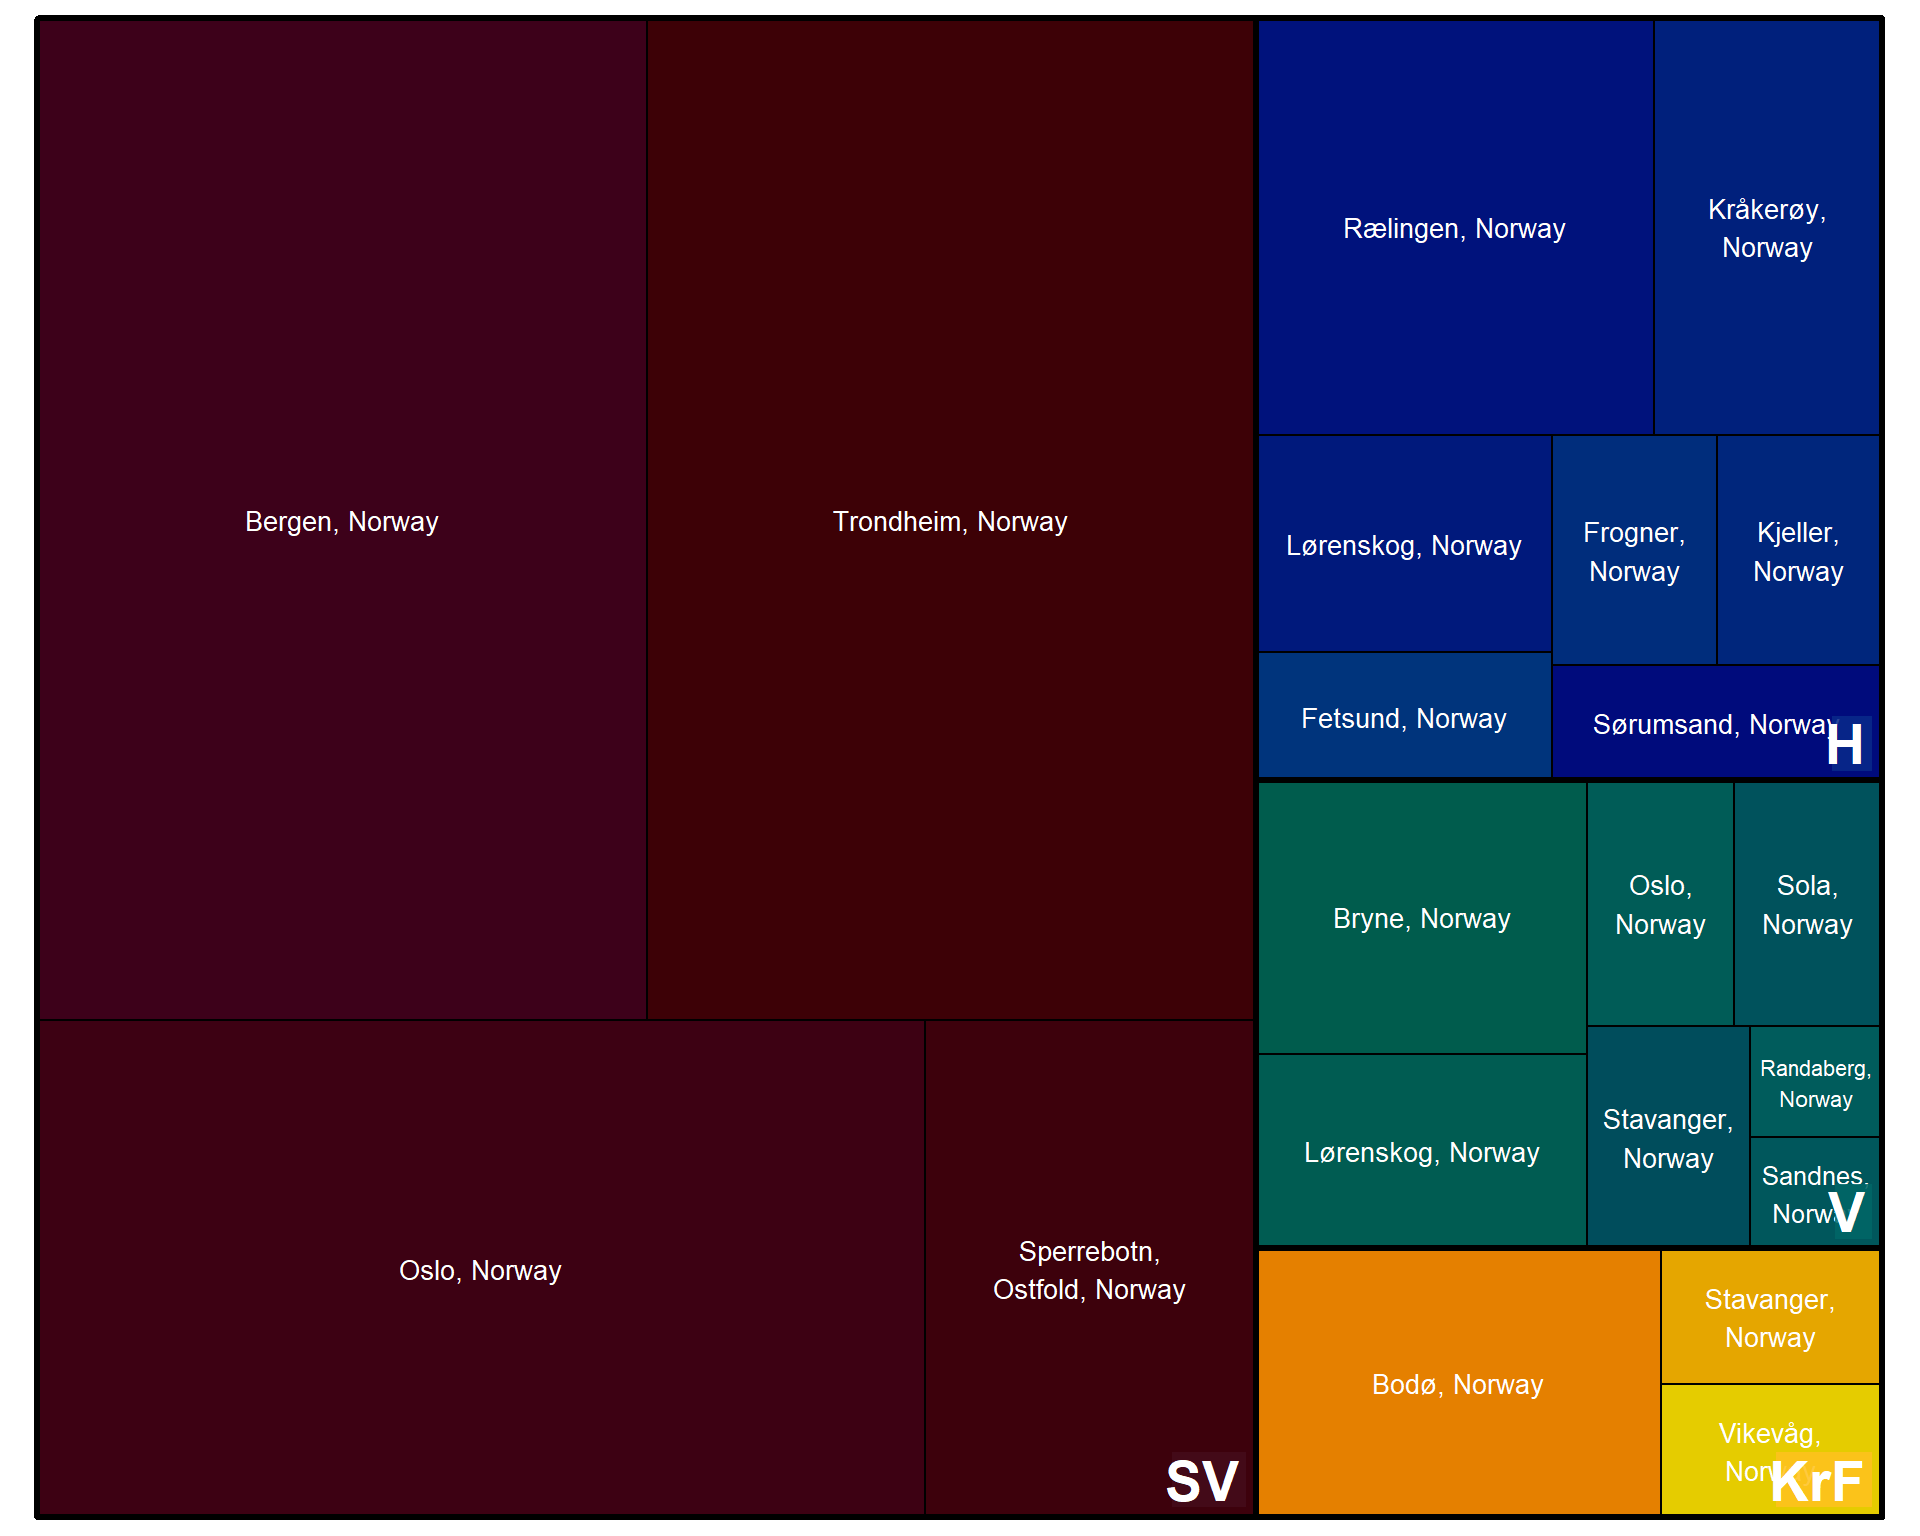 Bergen, Norway
Trondheim, Norway
Oslo, Norway
Sperrebotn,
Ostfold, Norway
SV
Rælingen, Norway
Kråkerøy,
Norway
Lørenskog, Norway
Frogner,
Norway
Kjeller,
Norway
Fetsund, Norway
Sørumsand, Norway
H
Bryne, Norway
Oslo,
Norway
Sola,
Norway
Lørenskog, Norway
Stavanger,
Norway
Randaberg,
Norway
Sandnes,
Norway
V
Bodø, Norway
Stavanger,
Norway
Vikevåg,
Norway
KrF